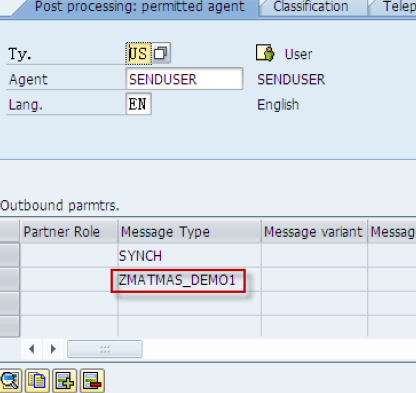 Post processing: permitted agent Classification Telep
Ty. US User
Agent SENDUSER SENDUSER
Lang. EN English
Outbound parmtrs.
Partner Role Message Type Message variant Messag
SYNCH
ZMATMAS_DEMO1